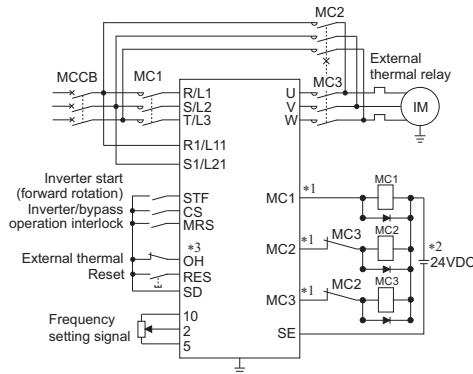 MC2
MCCB
MC1
MC3
External
thermal relay
R/L1
S/L2
T/L3
U
V
W
IM
R1/L11
S1/L21
Inverter start
(forward rotation)
Inverter/bypass
operation interlock
STF
CS
MRS
MC1
*1
MC1
*3
External thermal
OH
Reset
RES
SD
MC2
*1
MC3
MC2
*2
24VDC
MC3
*1
MC2
MC3
Frequency
setting signal
10
2
5
SE